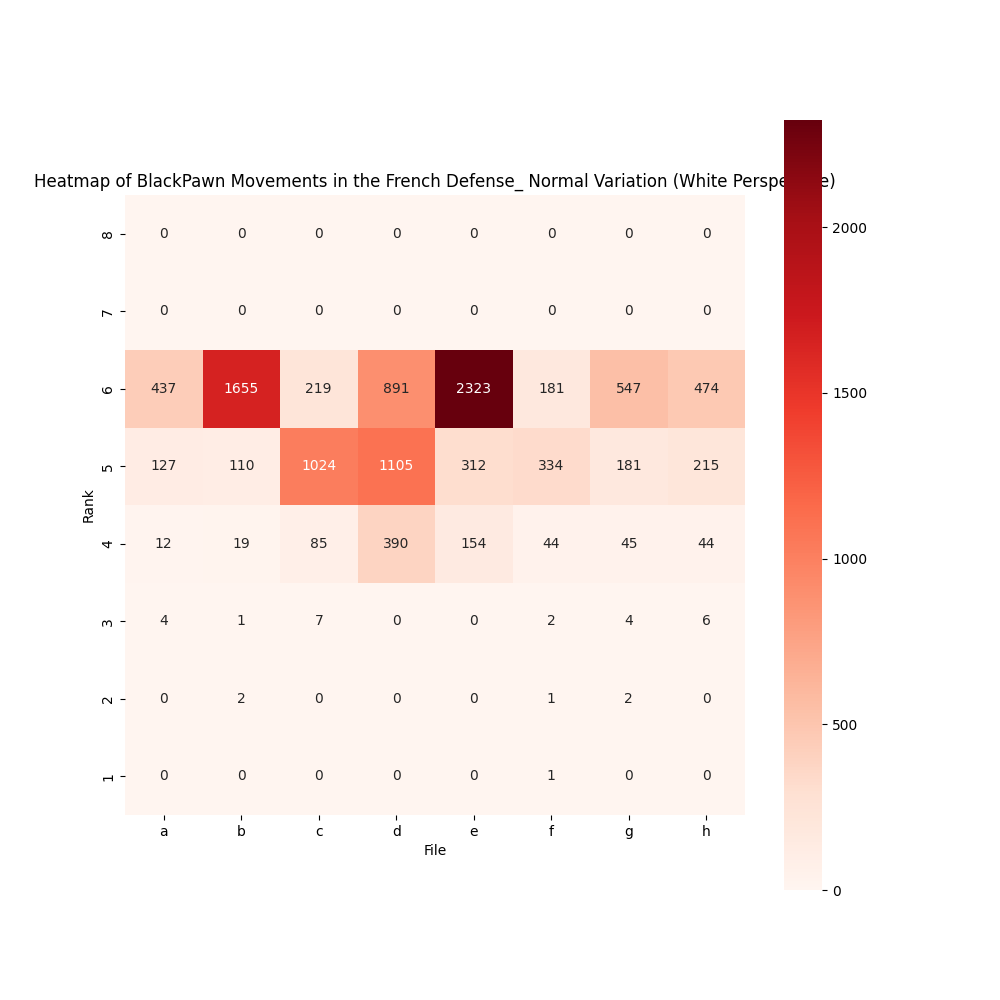 Heatmap of BlackPawn Movements in the French Defense_ Normal Variation (White Perspe e)
8 0 0 0 0 0 0 0 0
7 0 0 0 0 0 0 0 0
6 437 1655 219 891 2323 181 547 474
5 127 110 1024 1105 312 334 181 215
4 12 19 85 390 154 44 45 44
3 4 1 7 0 0 2 4 6
2 0 2 0 0 0 1 2 0
1 0 0 0 0 0 1 0 0
a b c d e f g h
File
Rank
2000
1500
1000
500
0